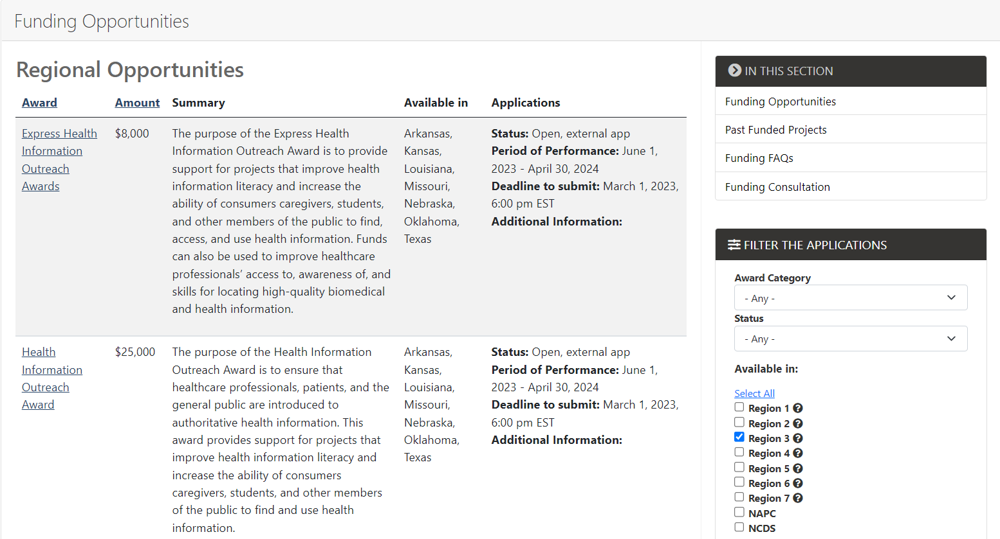 Funding Opportunities
Regional Opportunities
Award Amount Summary Available in Applications
Express Health
Information
Outreach
Awards
$8,000
The purpose of the Express Health
Information Outreach Award is to provide
support for projects that improve health
information literacy and increase the
ability of consumers caregivers, students,
and other members of the public to find,
access, and use health information. Funds
can also be used to improve healthcare
professionals’ access to, awareness of, and
skills for locating high-quality biomedical
and health information.
Arkansas,
Kansas,
Louisiana,
Missouri,
Nebraska,
Oklahoma,
Texas
Status: Open, external app
Period of Performance: June 1,
2023 - April 30, 2024
Deadline to submit: March 1, 2023,
6:00 pm EST
Additional Information:
Health
Information
Outreach
Award
$25,000
The purpose of the Health Information
Outreach Award is to ensure that
healthcare professionals, patients, and the
general public are introduced to
authoritative health information. This
award provides support for projects that
improve health information literacy and
increase the ability of consumers
caregivers, students, and other members
of the public to find and use health
information.
Arkansas,
Kansas,
Louisiana,
Missouri,
Nebraska,
Oklahoma,
Texas
Status: Open, external app
Period of Performance: June 1,
2023 - April 30, 2024
Deadline to submit: March 1, 2023,
6:00 pm EST
Additional Information:
IN THIS SECTION
Funding Opportunities
Past Funded Projects
Funding FAQs
Funding Consultation
FILTER THE APPLICATIONS
Award Category
- Any -
Status
- Any -
Available in:
Select All
Region 1
Region 2
Region 3
Region 4
Region 5
Region 6
Region 7
NAPC
NCDS